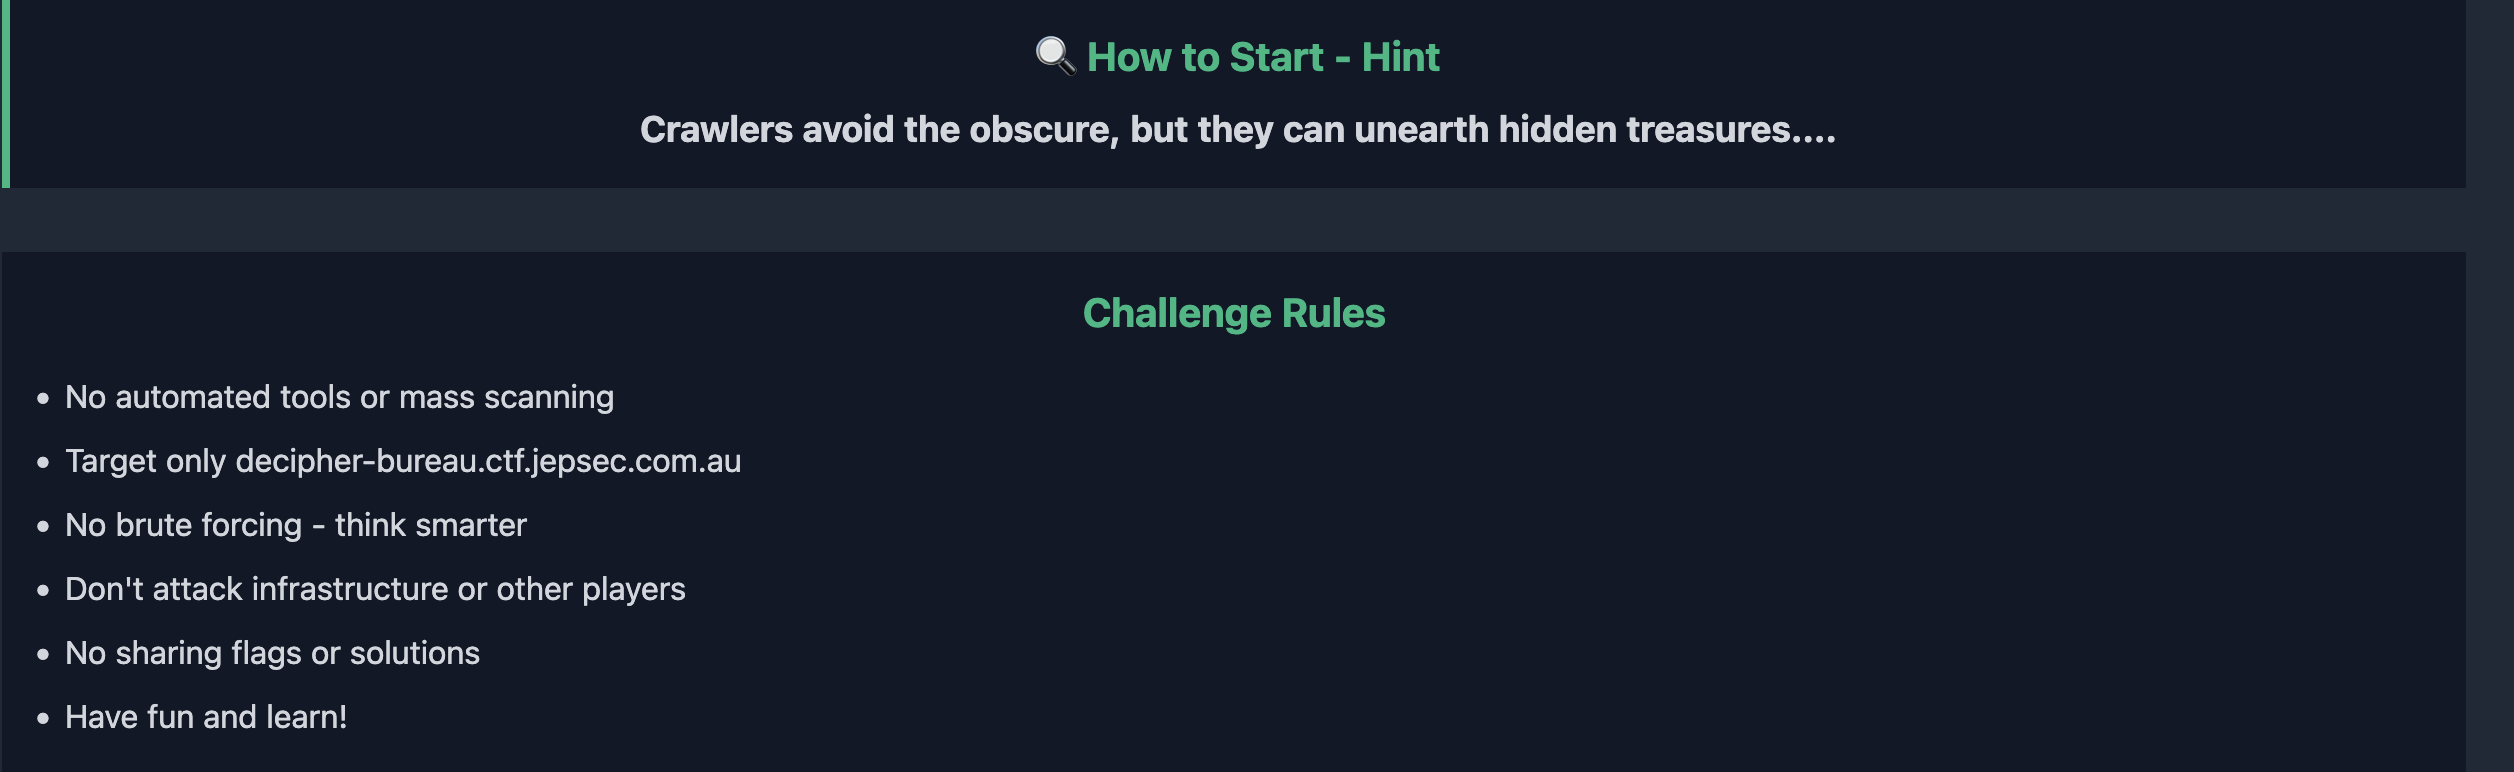 🔍 How to Start - Hint
Crawlers avoid the obscure, but they can unearth hidden treasures....
Challenge Rules
• No automated tools or mass scanning
• Target only decipher-bureau.ctf.jepsec.com.au
• No brute forcing - think smarter
• Don't attack infrastructure or other players
• No sharing flags or solutions
• Have fun and learn!